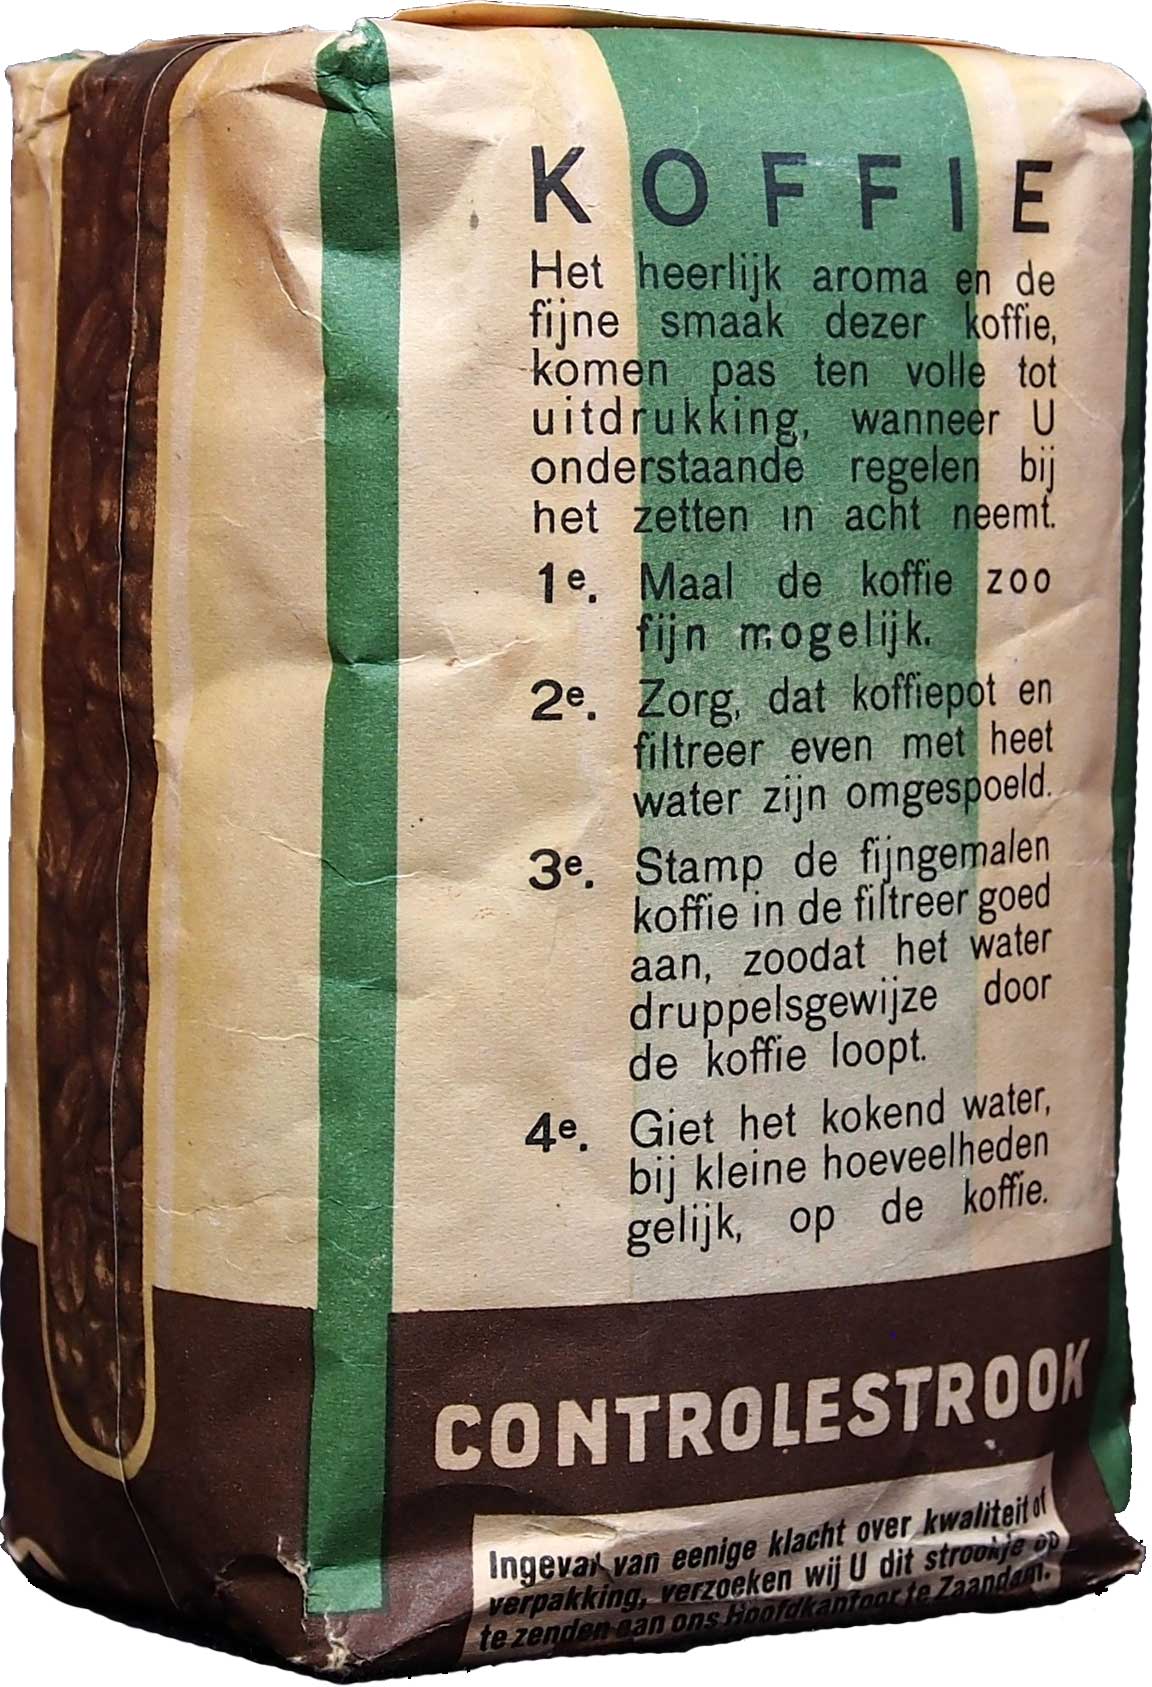 KOFFIE
Het heerlijk aroma en de
fijne smaak dezer koffie,
komen pas ten volle tot
uitdrukking, wanneer U
onderstaande regelen bij
het zetten in acht neemt.
1e. Maal de koffie zoo
fijn mogelijk.
2e. Zorg, dat koffiepot en
filtreer even met heet
water zijn omgespoeld.
3e. Stamp de fijngemalen
koffie in de filtreer goed
aan, zoodat het water
druppelsgewijze door
de koffie loopt.
4e. Giet het kokend water,
bij kleine hoeveelheden
gelijk, op de koffie.
CONTROLESTROOK
Ingeval van eenige klacht over kwaliteit of
verpakking, verzoeken wij U dit strookje op
te zenden aan ons Hoofdkantoor te Zaandam.